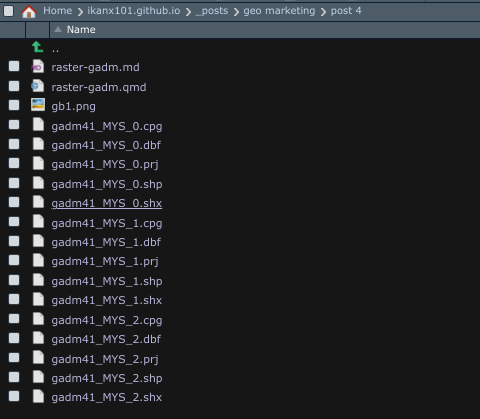 Home > ikanx101.github.io > _posts > geo marketing > post 4
Name
..
raster-gadm.md
raster-gadm.qmd
gb1.png
gadm41_MYS_0.cpg
gadm41_MYS_0.dbf
gadm41_MYS_0.prj
gadm41_MYS_0.shp
gadm41_MYS_0.shx
gadm41_MYS_1.cpg
gadm41_MYS_1.dbf
gadm41_MYS_1.prj
gadm41_MYS_1.shp
gadm41_MYS_1.shx
gadm41_MYS_2.cpg
gadm41_MYS_2.dbf
gadm41_MYS_2.prj
gadm41_MYS_2.shp
gadm41_MYS_2.shx